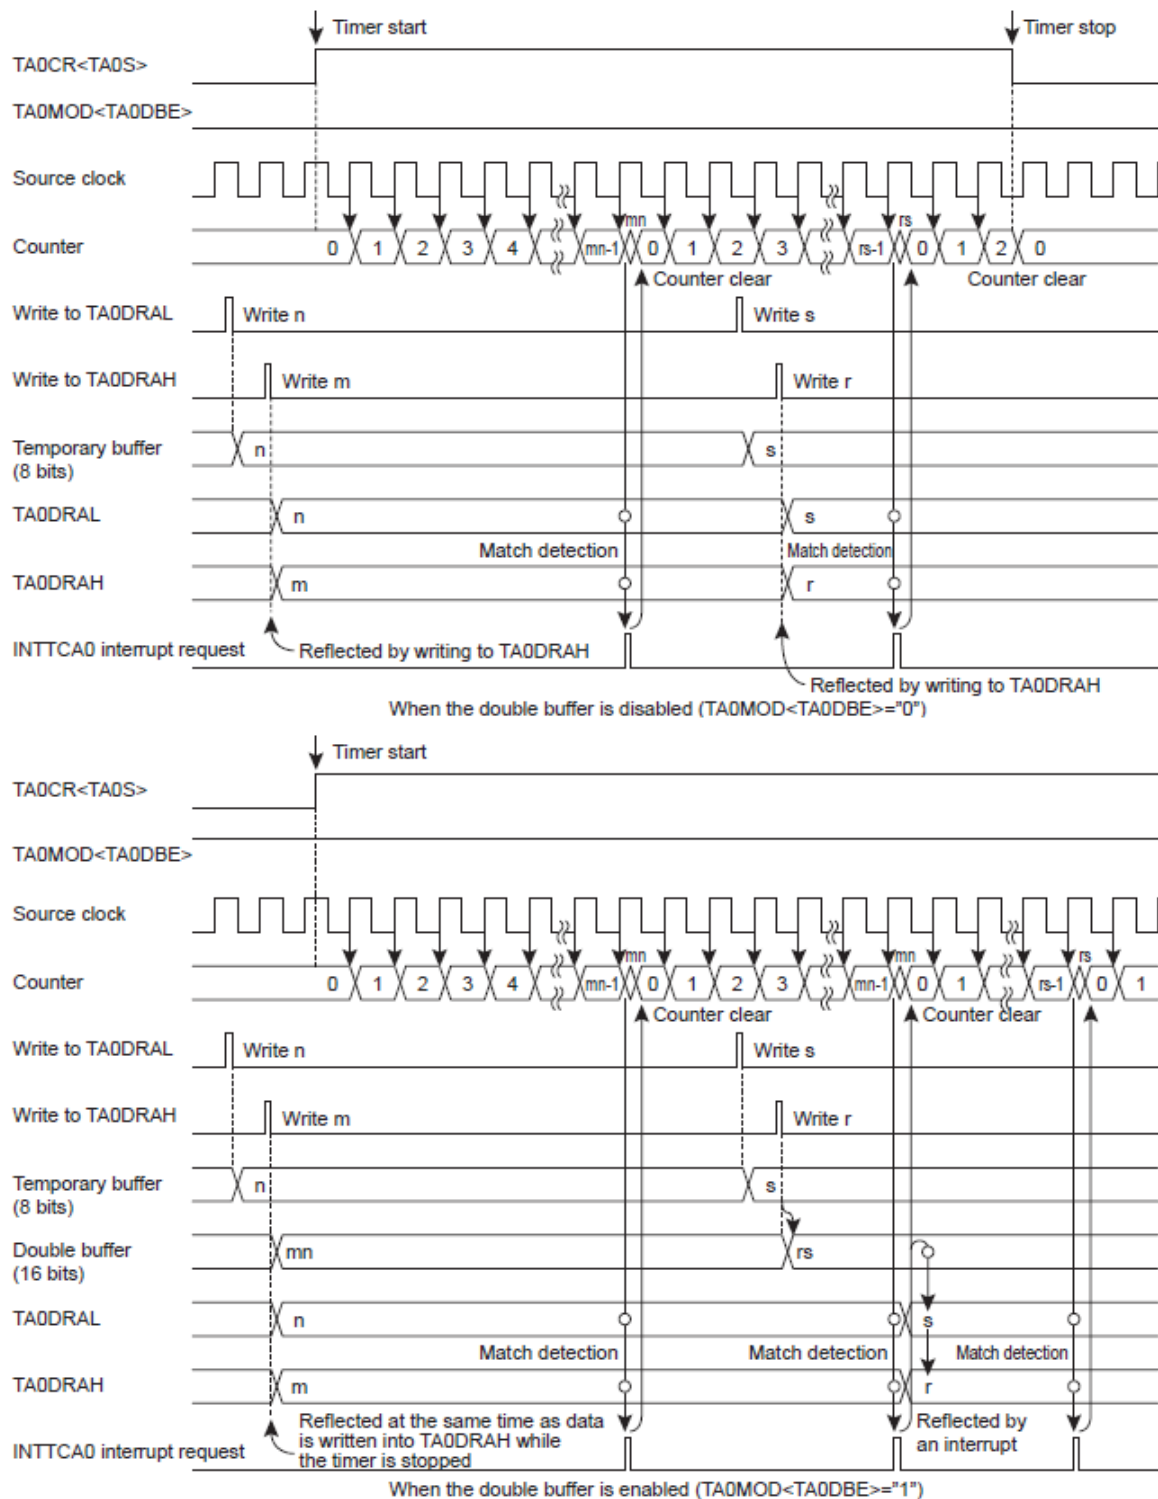 Timer start
Timer stop
TA0CR<TA0S>
TA0MOD<TA0DBE>
Source clock
mn rs
Counter 0 1 2 3 4 mn-1 0 1 2 3 rs-1 0 1 2 0
Counter clear Counter clear
Write to TA0DRAL Write n Write s
Write to TA0DRAH Write m Write r
Temporary buffer n s
(8 bits)
TA0DRAL n s
Match detection Match detection
TA0DRAH m r
INTTCA0 interrupt request Reflected by writing to TA0DRAH
Reflected by writing to TA0DRAH
When the double buffer is disabled (TA0MOD<TA0DBE>="0")
Timer start
TA0CR<TA0S>
TA0MOD<TA0DBE>
Source clock
mn mn rs
Counter 0 1 2 3 4 mn-1 0 1 2 3 mn-1 0 1 rs-1 0 1
Counter clear Counter clear
Write to TA0DRAL Write n Write s
Write to TA0DRAH Write m Write r
Temporary buffer n s
(8 bits)
Double buffer mn rs
(16 bits)
TA0DRAL n s
Match detection Match detection Match detection
TA0DRAH m r
Reflected at the same time as data Reflected by
is written into TA0DRAH while an interrupt
INTTCA0 interrupt request the timer is stopped
When the double buffer is enabled (TA0MOD<TA0DBE>="1")